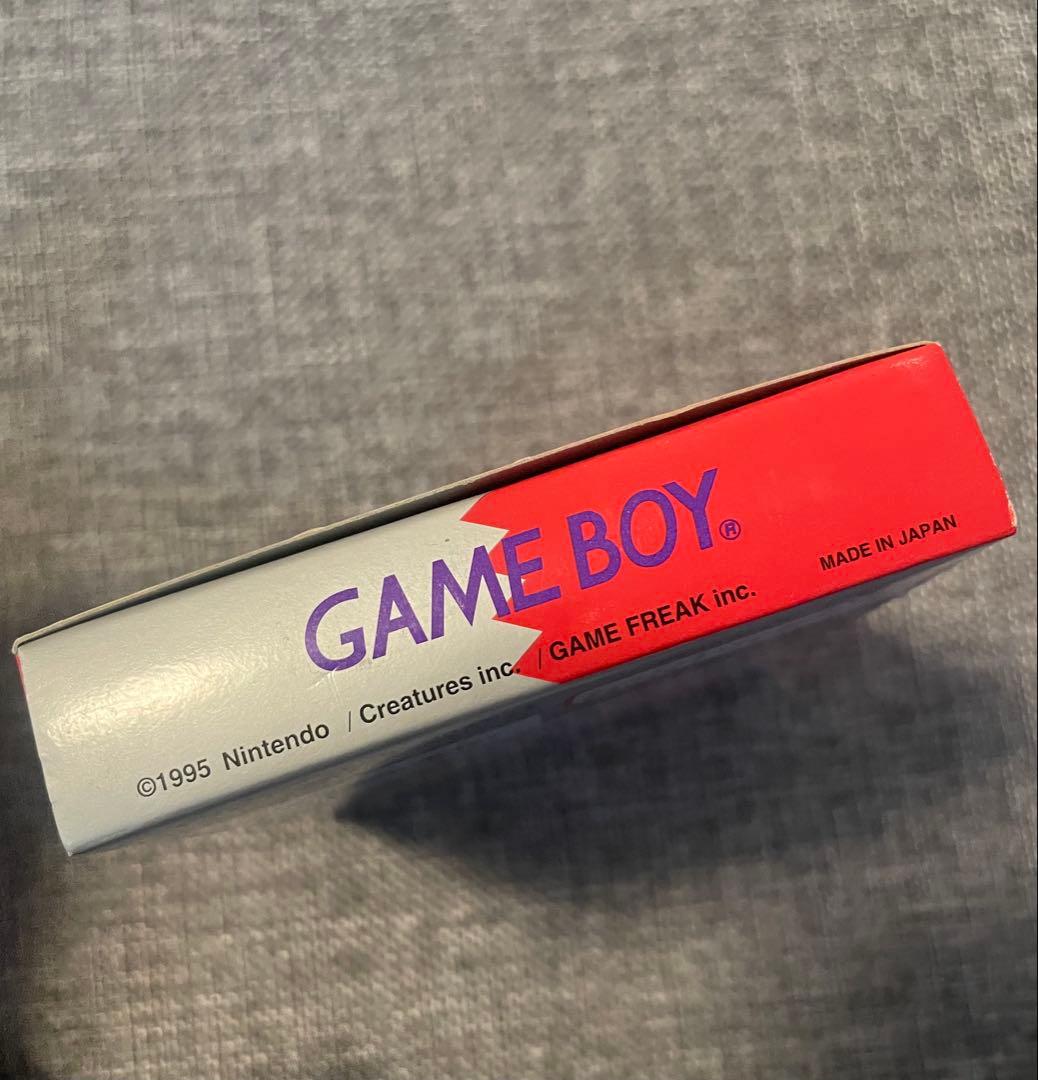 GAME BOY®
©1995 Nintendo / Creatures inc. / GAME FREAK inc.
MADE IN JAPAN